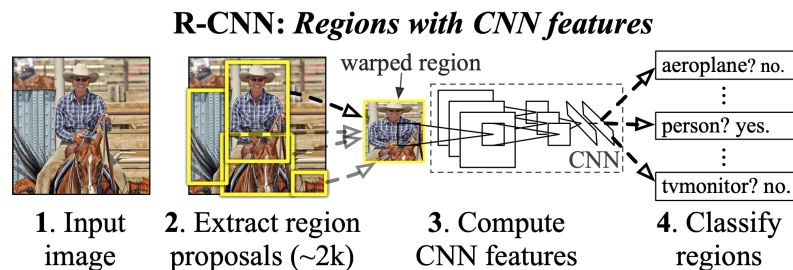 R-CNN: Regions with CNN features
warped region
aeroplane? no.
person? yes.
CNN
tvmonitor? no.
1. Input
image
2. Extract region
proposals (~2k)
3. Compute
CNN features
4. Classify
regions